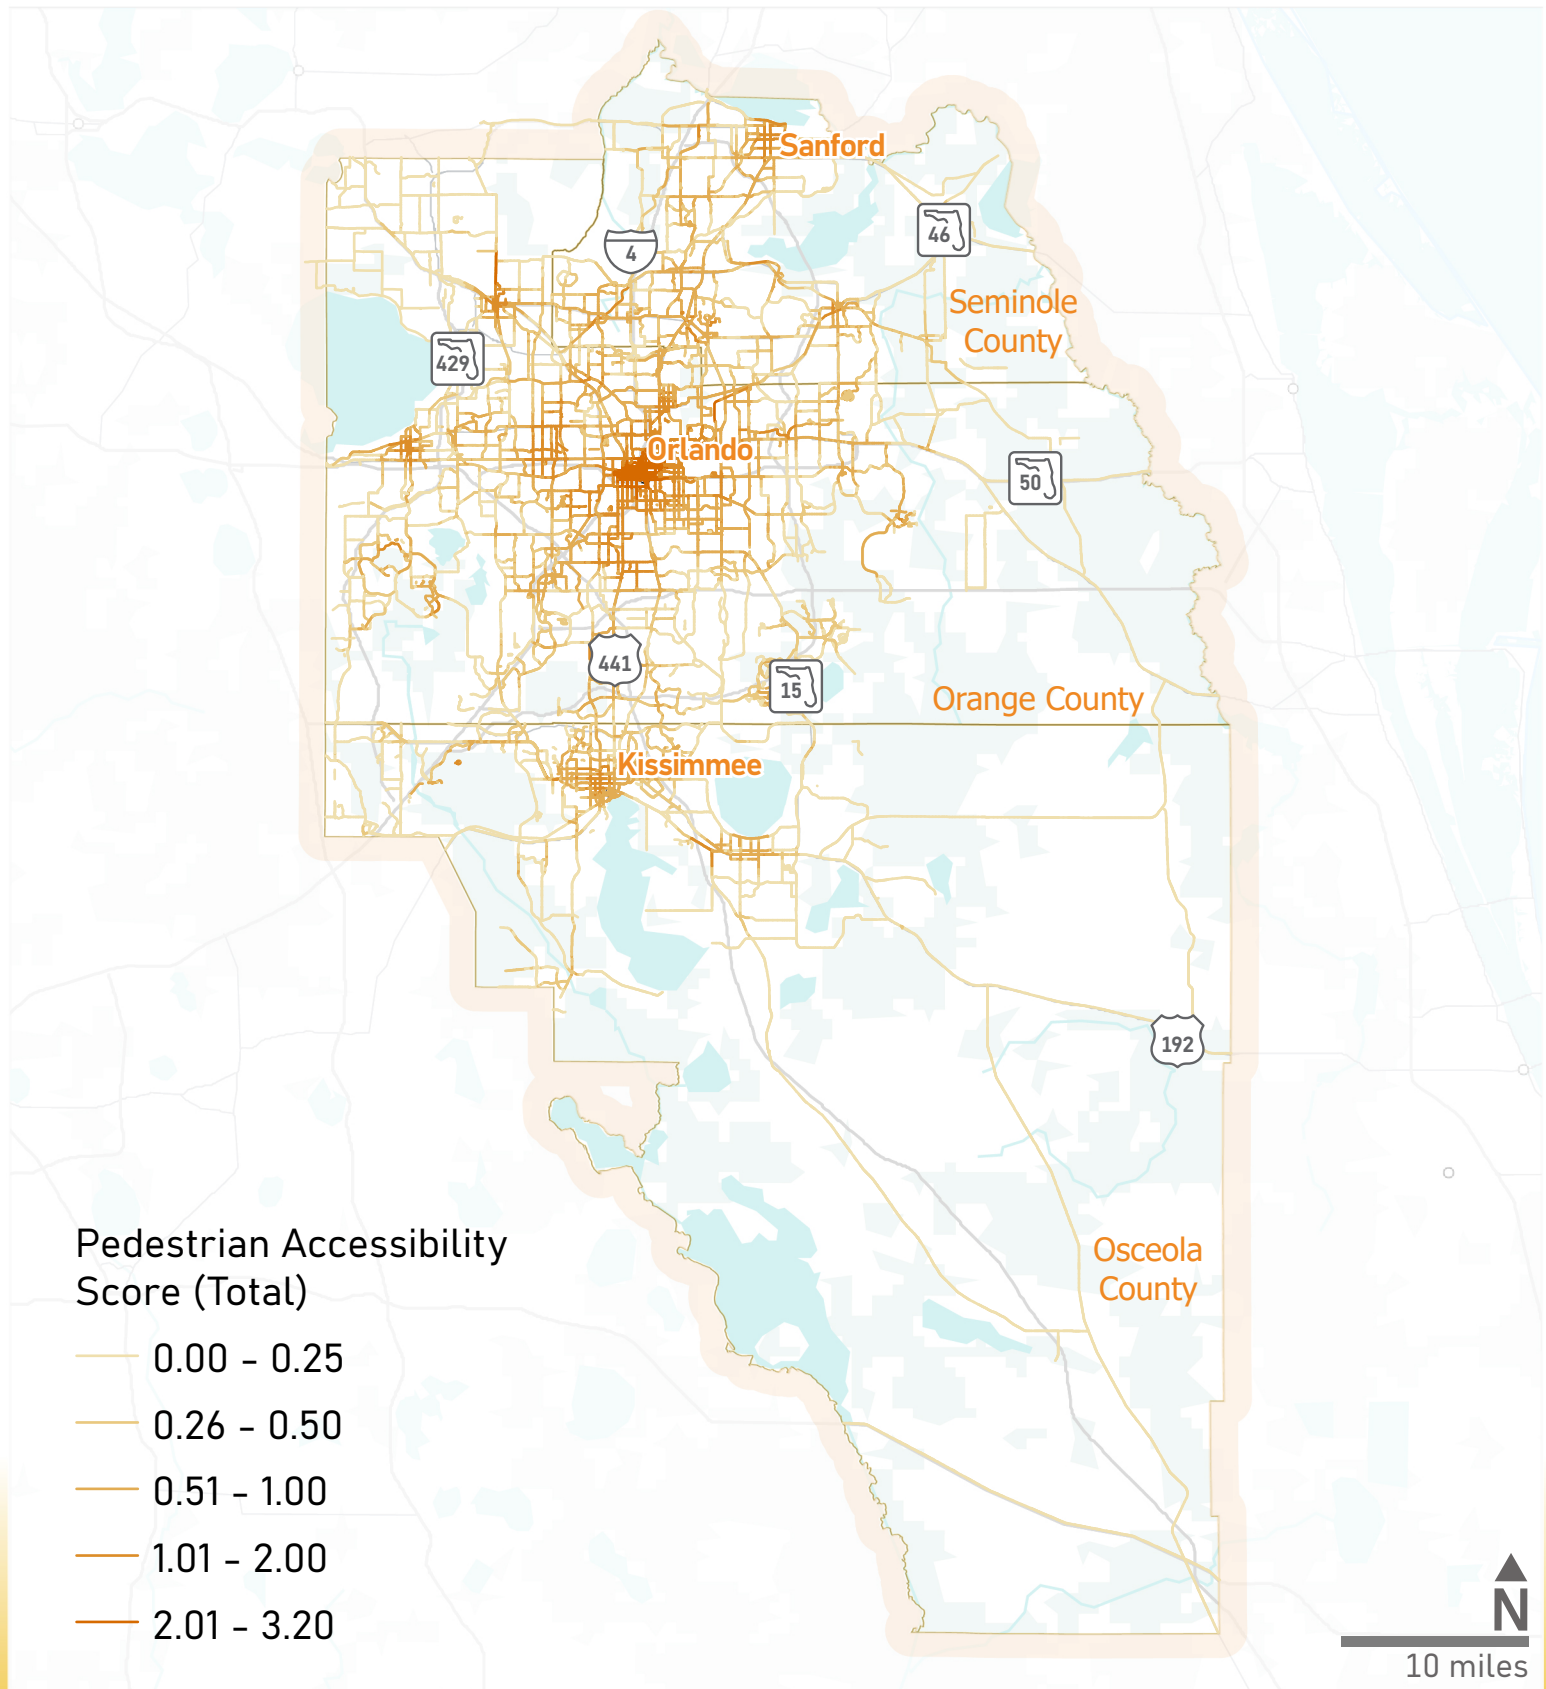 Sanford
46
4
Seminole
County
429
Orlando
50
441
15
Orange County
Kissimmee
192
Pedestrian Accessibility
Score (Total)
0.00 - 0.25
0.26 - 0.50
0.51 - 1.00
1.01 - 2.00
2.01 - 3.20
Osceola
County
N
10 miles